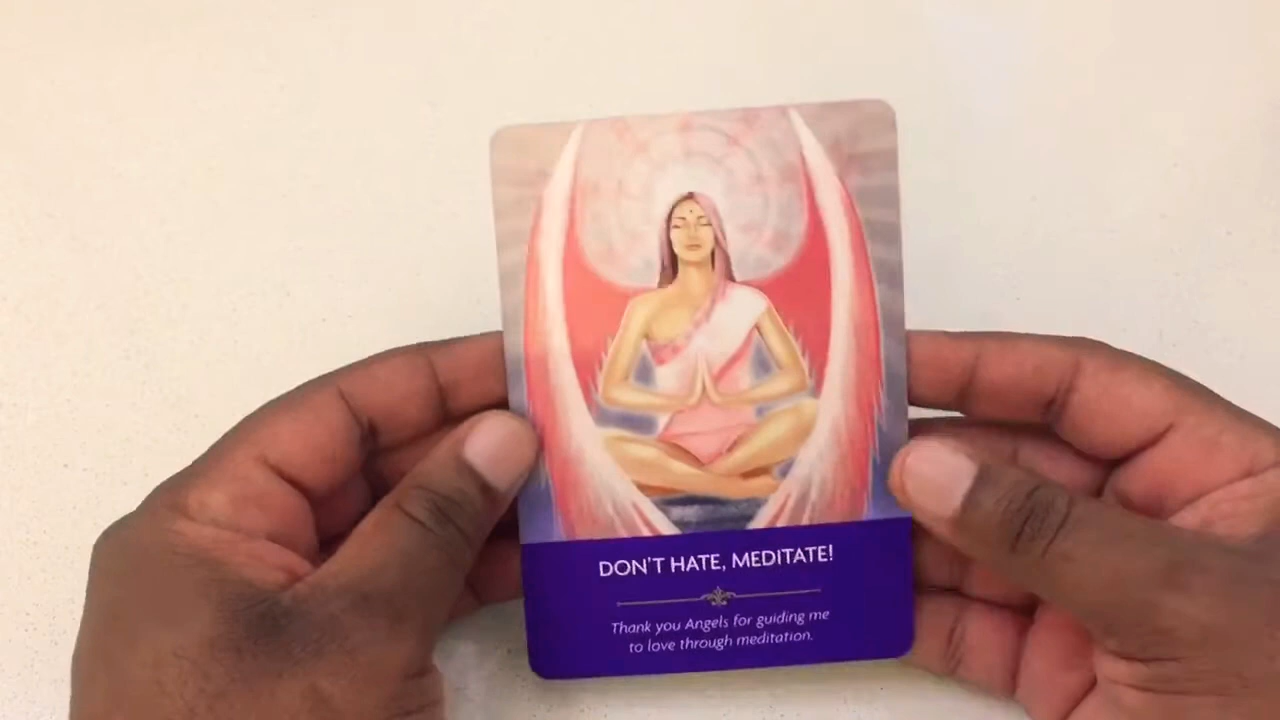 DON'T HATE, MEDITATE!
Thank you Angels for guiding me
to love through meditation.